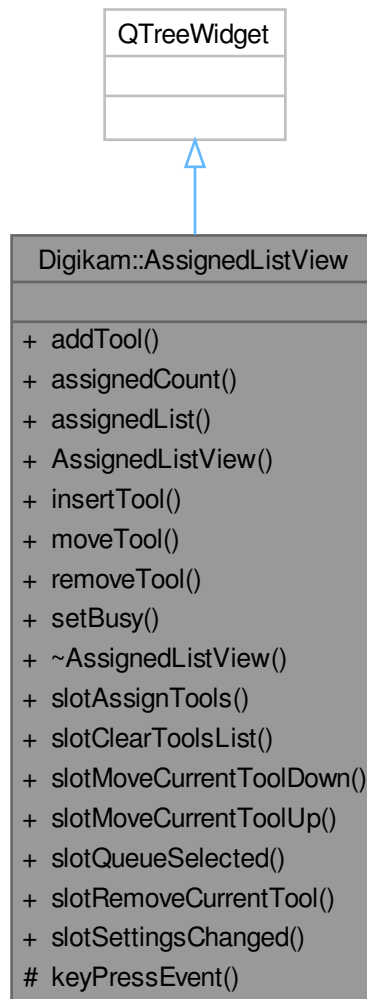 QTreeWidget
Digikam::AssignedListView
+ addTool()
+ assignedCount()
+ assignedList()
+ AssignedListView()
+ insertTool()
+ moveTool()
+ removeTool()
+ setBusy()
+ ~AssignedListView()
+ slotAssignTools()
+ slotClearToolsList()
+ slotMoveCurrentToolDown()
+ slotMoveCurrentToolUp()
+ slotQueueSelected()
+ slotRemoveCurrentTool()
+ slotSettingsChanged()
# keyPressEvent()